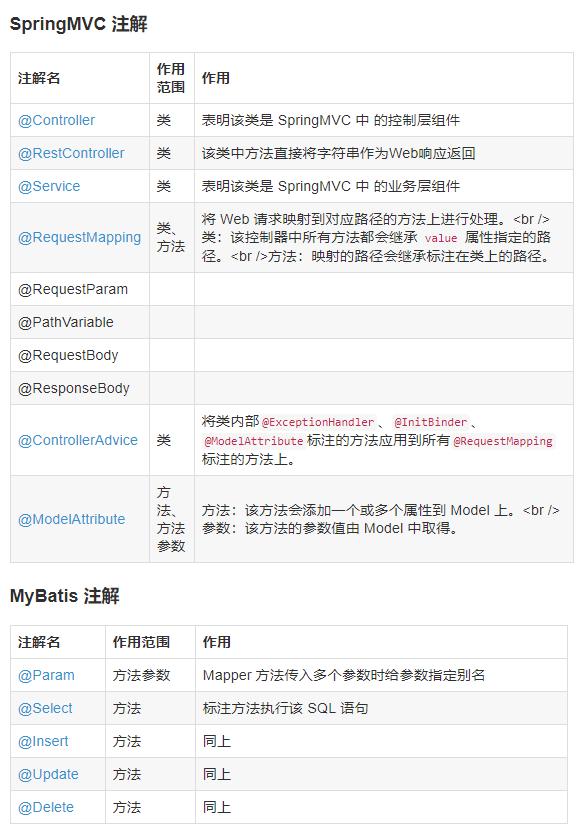 SpringMVC 注解
注解名 作用范围 作用
@Controller 类 表明该类是 SpringMVC 中 的控制层组件
@RestController 类 该类中方法直接将字符串作为Web响应返回
@Service 类 表明该类是 SpringMVC 中 的业务层组件
@RequestMapping 类、方法 将 Web 请求映射到对应路径的方法上进行处理。<br />
类：该控制器中所有方法都会继承 value 属性指定的路
径。<br />方法：映射的路径会继承标注在类上的路径。
@RequestParam
@PathVariable
@RequestBody
@ResponseBody
@ControllerAdvice 类 将类内部 @ExceptionHandler 、 @InitBinder 、
@ModelAttribute 标注的方法应用到所有 @RequestMapping
标注的方法上。
@ModelAttribute 方法、方法参数 方法：该方法会添加一个或多个属性到 Model 上。<br />
参数：该方法的参数值由 Model 中取得。
MyBatis 注解
注解名 作用范围 作用
@Param 方法参数 Mapper 方法传入多个参数时给参数指定别名
@Select 方法 标注方法执行该 SQL 语句
@Insert 方法 同上
@Update 方法 同上
@Delete 方法 同上